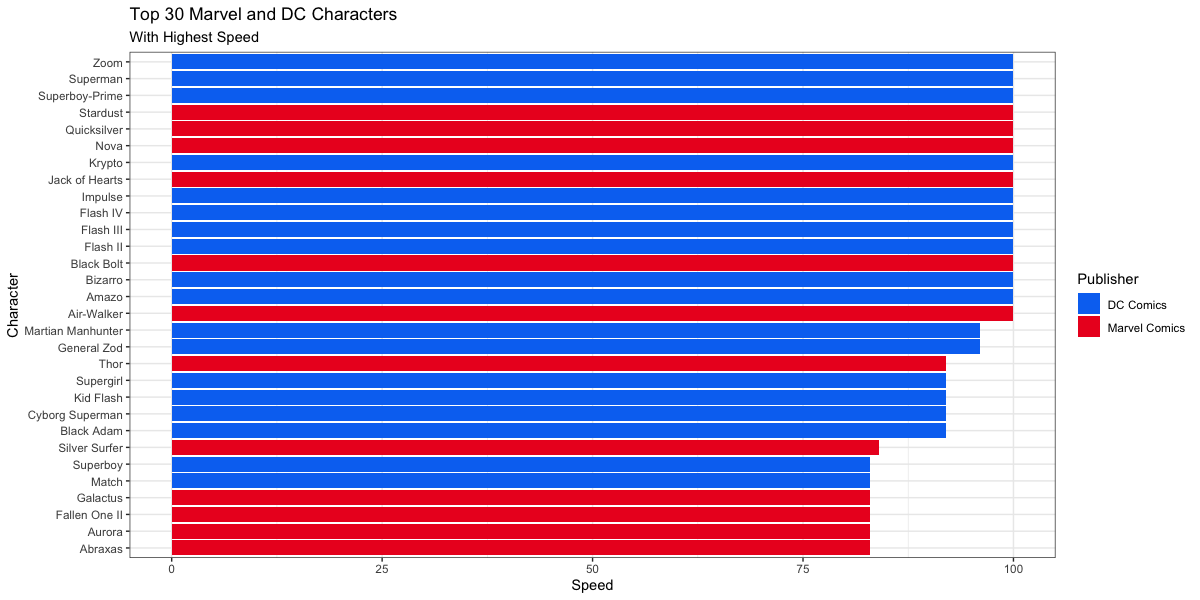 Top 30 Marvel and DC Characters
With Highest Speed
Character
Zoom
Superman
Superboy-Prime
Stardust
Quicksilver
Nova
Krypto
Jack of Hearts
Impulse
Flash IV
Flash III
Flash II
Black Bolt
Bizarro
Amazo
Air-Walker
Martian Manhunter
General Zod
Thor
Supergirl
Kid Flash
Cyborg Superman
Black Adam
Silver Surfer
Superboy
Match
Galactus
Fallen One II
Aurora
Abraxas
0 25 50 75 100
Speed
Publisher
DC Comics
Marvel Comics